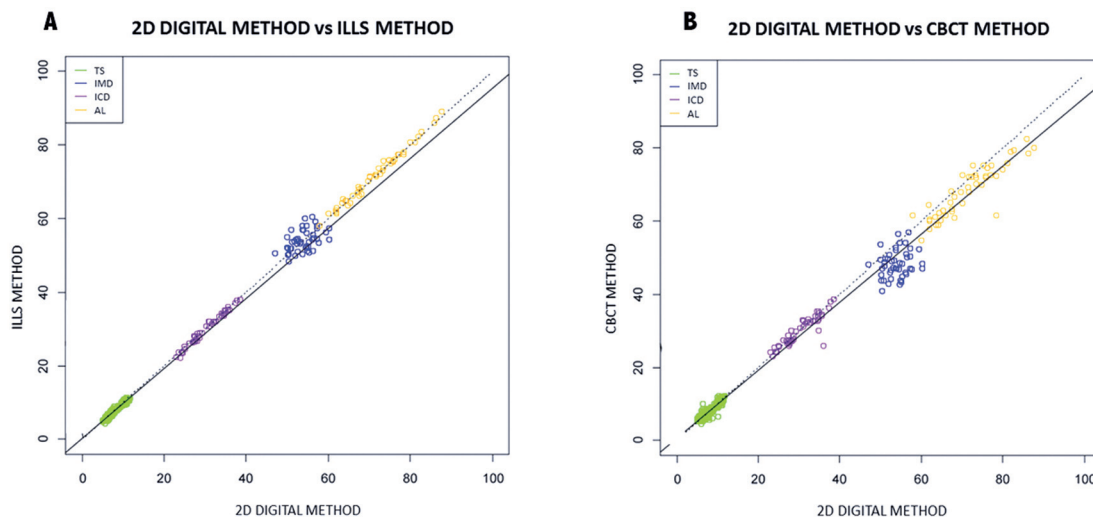 A
2D DIGITAL METHOD vs ILLS METHOD
TS
IMD
ICD
AL
100
80
60
40
20
0
ILLS METHOD
0 20 40 60 80 100
2D DIGITAL METHOD
B
2D DIGITAL METHOD vs CBCT METHOD
TS
IMD
ICD
AL
100
80
60
40
20
0
CBCT METHOD
0 20 40 60 80 100
2D DIGITAL METHOD